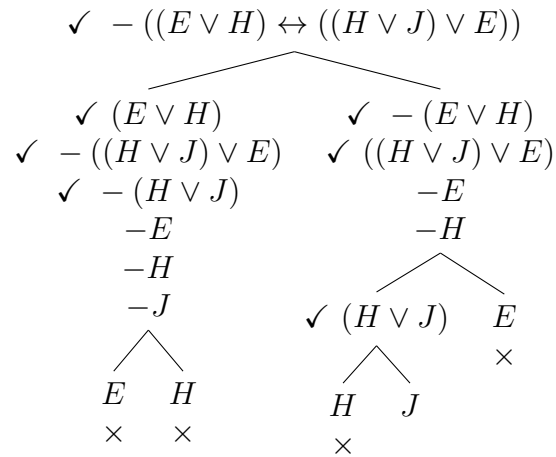 ✓ −((E ∨ H) ↔ ((H ∨ J) ∨ E))
✓ (E ∨ H)
✓ −((H ∨ J) ∨ E)
✓ −(H ∨ J)
−E
−H
−J
E H
× ×
✓ −(E ∨ H)
✓ ((H ∨ J) ∨ E)
−E
−H
✓ (H ∨ J) E
×
H J
×